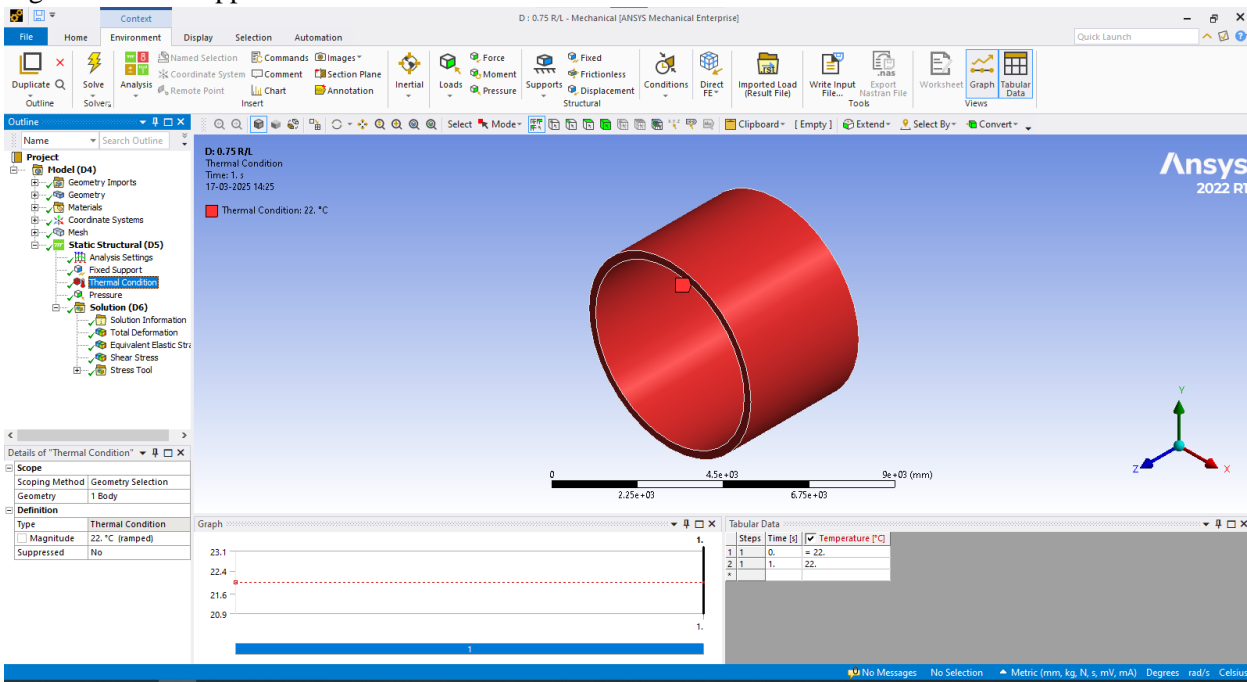 Context
D : 0.75 R/L - Mechanical [ANSYS Mechanical Enterprise]
File Home Environment Display Selection Automation
Quick Launch
Duplicate Q
Outline
Solve
Solver
Analysis
Named Selection
Coordinate System
Remote Point
Commands
Comment
Chart
Images
Section Plane
Annotation
Insert
Inertial
Loads
Force
Moment
Pressure
Supports
Fixed
Frictionless
Displacement
Conditions
Direct FE
Structural
Imported Load (Result File)
Write Input File...
.nas
Export Nastran File
Tools
Worksheet
Graph
Tabular Data
Views
Outline
Name
Search Outline
Select Mode
Clipboard [ Empty ] Extend Select By Convert
Project
Model (D4)
Geometry Imports
Geometry
Materials
Coordinate Systems
Mesh
Static Structural (D5)
Analysis Settings
Fixed Support
Thermal Condition
Pressure
Solution (D6)
Solution Information
Total Deformation
Equivalent Elastic Stra
Shear Stress
Stress Tool
D: 0.75 R/L
Thermal Condition
Time: 1. s
17-03-2025 14:25
Thermal Condition: 22. °C
Ansys
2022 R1
0 4.5e+03 9e+03 (mm)
2.25e+03 6.75e+03
Y
Z X
Details of "Thermal Condition"
Scope
Scoping Method Geometry Selection
Geometry 1 Body
Definition
Type Thermal Condition
Magnitude 22. °C (ramped)
Suppressed No
Graph
1.
23.1
22.4
21.6
20.9
1.
1
Tabular Data
Steps Time [s] Temperature [°C]
1 1 0. = 22.
2 1 1. 22.
*
No Messages No Selection Metric (mm, kg, N, s, mV, mA) Degrees rad/s Celsius